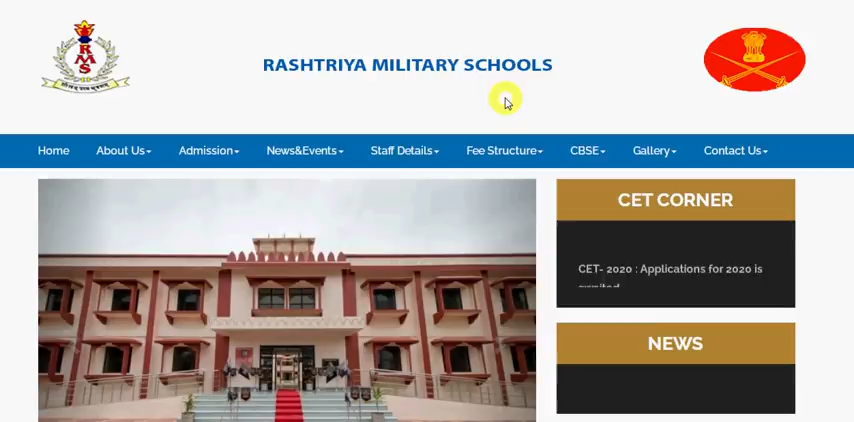 RMS
RASHTRIYA MILITARY SCHOOLS
Home About Us Admission News&Events Staff Details Fee Structure CBSE Gallery Contact Us
CET CORNER
CET- 2020 : Applications for 2020 is
NEWS